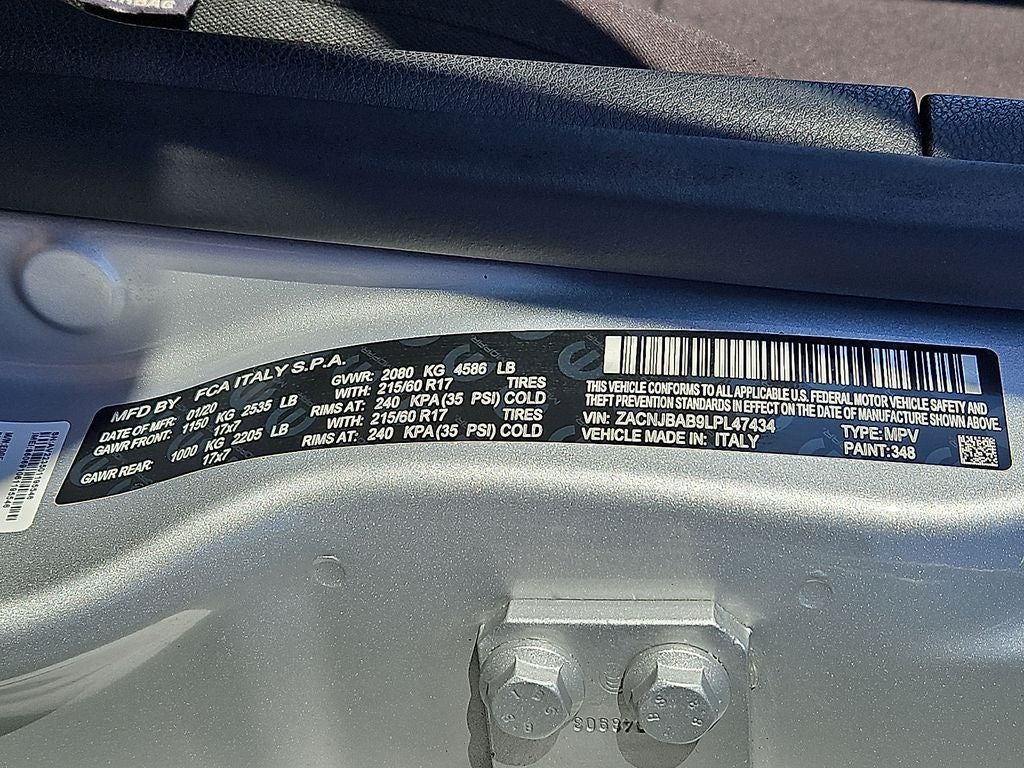 MFD BY FCA ITALY S.P.A.
DATE OF MFR: 01/20 GVWR: 2080 KG 4586 LB
GAWR FRONT: 1150 KG 2535 LB WITH: 215/60 R17 TIRES
17x7 RIMS AT: 240 KPA(35 PSI) COLD
GAWR REAR: 1000 KG 2205 LB WITH: 215/60 R17 TIRES
17x7 RIMS AT: 240 KPA(35 PSI) COLD
THIS VEHICLE CONFORMS TO ALL APPLICABLE U.S. FEDERAL MOTOR VEHICLE SAFETY AND
THEFT PREVENTION STANDARDS IN EFFECT ON THE DATE OF MANUFACTURE SHOWN ABOVE.
VIN: ZACNJBAB9LPL47434 TYPE: MPV
VEHICLE MADE IN: ITALY PAINT: 348